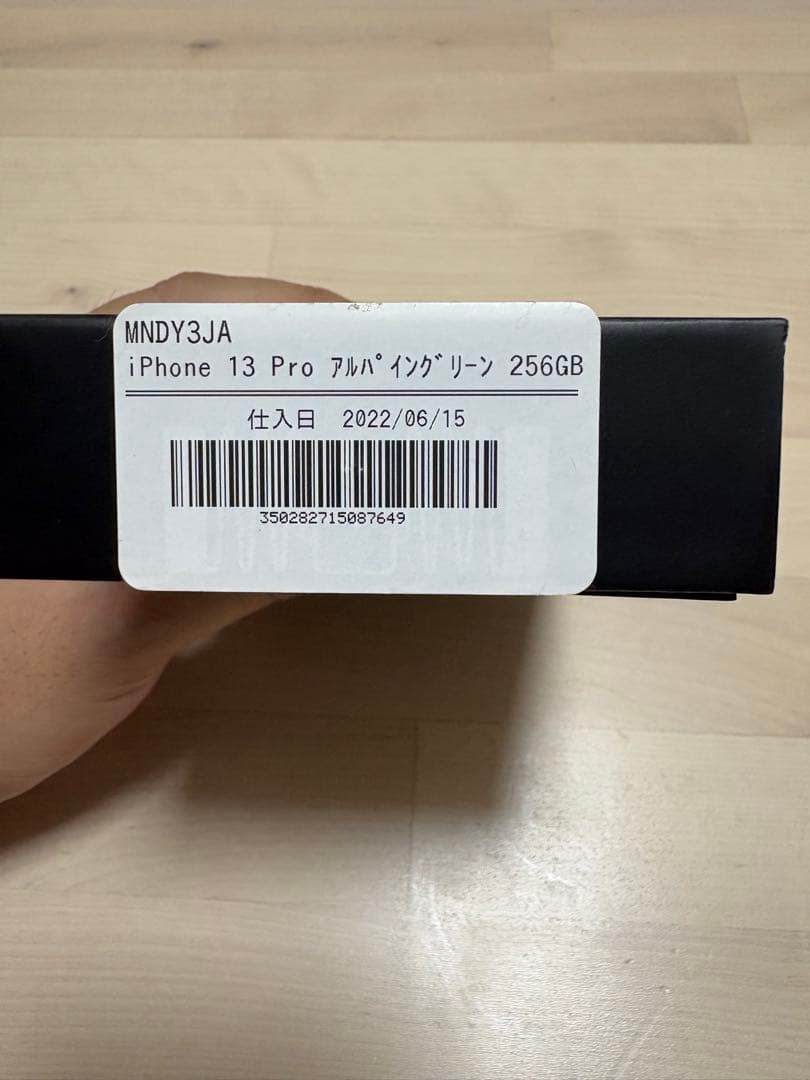 MNDY3JA
iPhone 13 Pro ｱﾙﾊﾟｲﾝｸﾞﾘｰﾝ 256GB
仕入日　2022/06/15
350282715087649